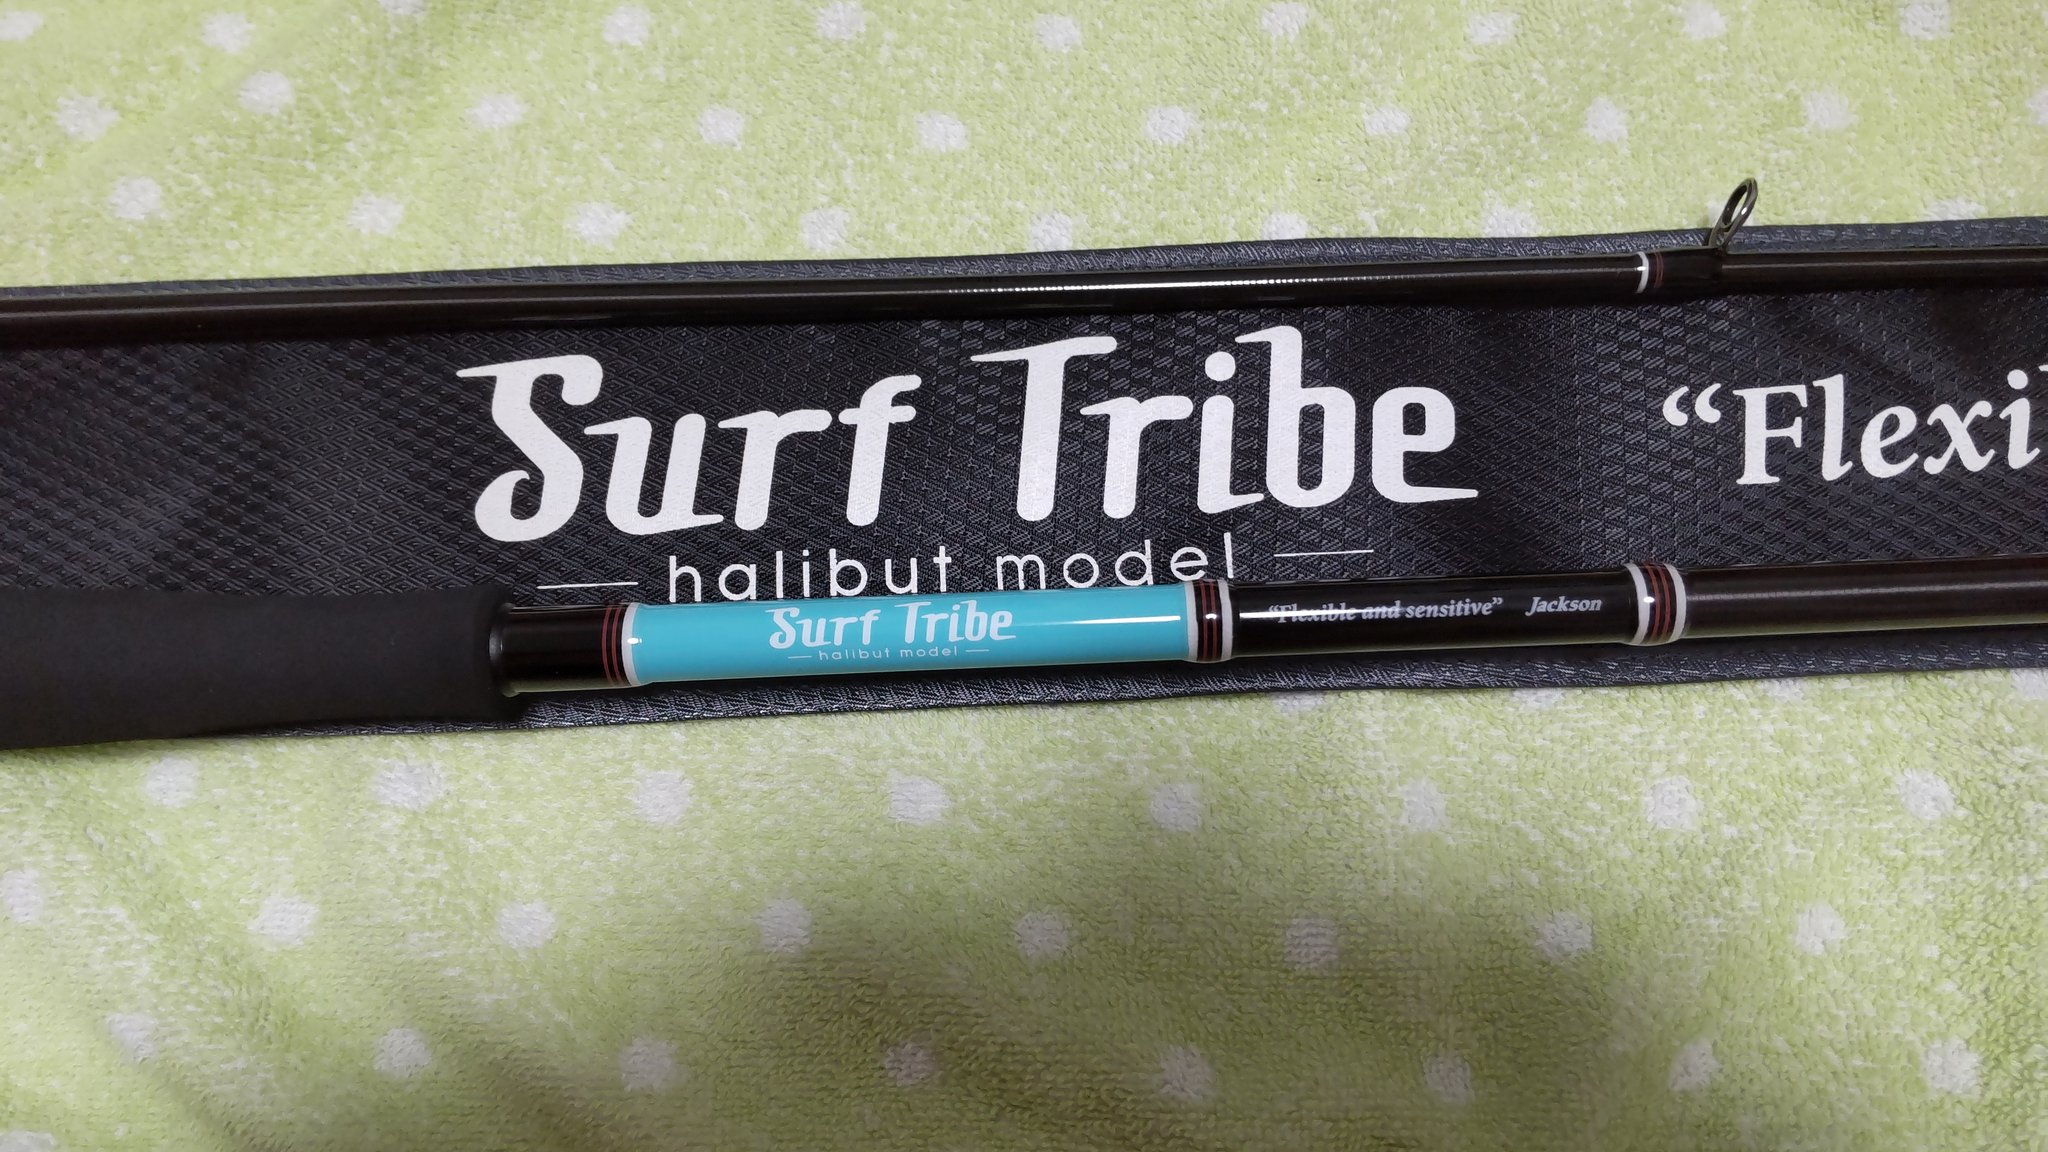 Surf Tribe
“Flexi
halibut model
Surf Tribe
halibut model
“Flexible and sensitive” Jackson